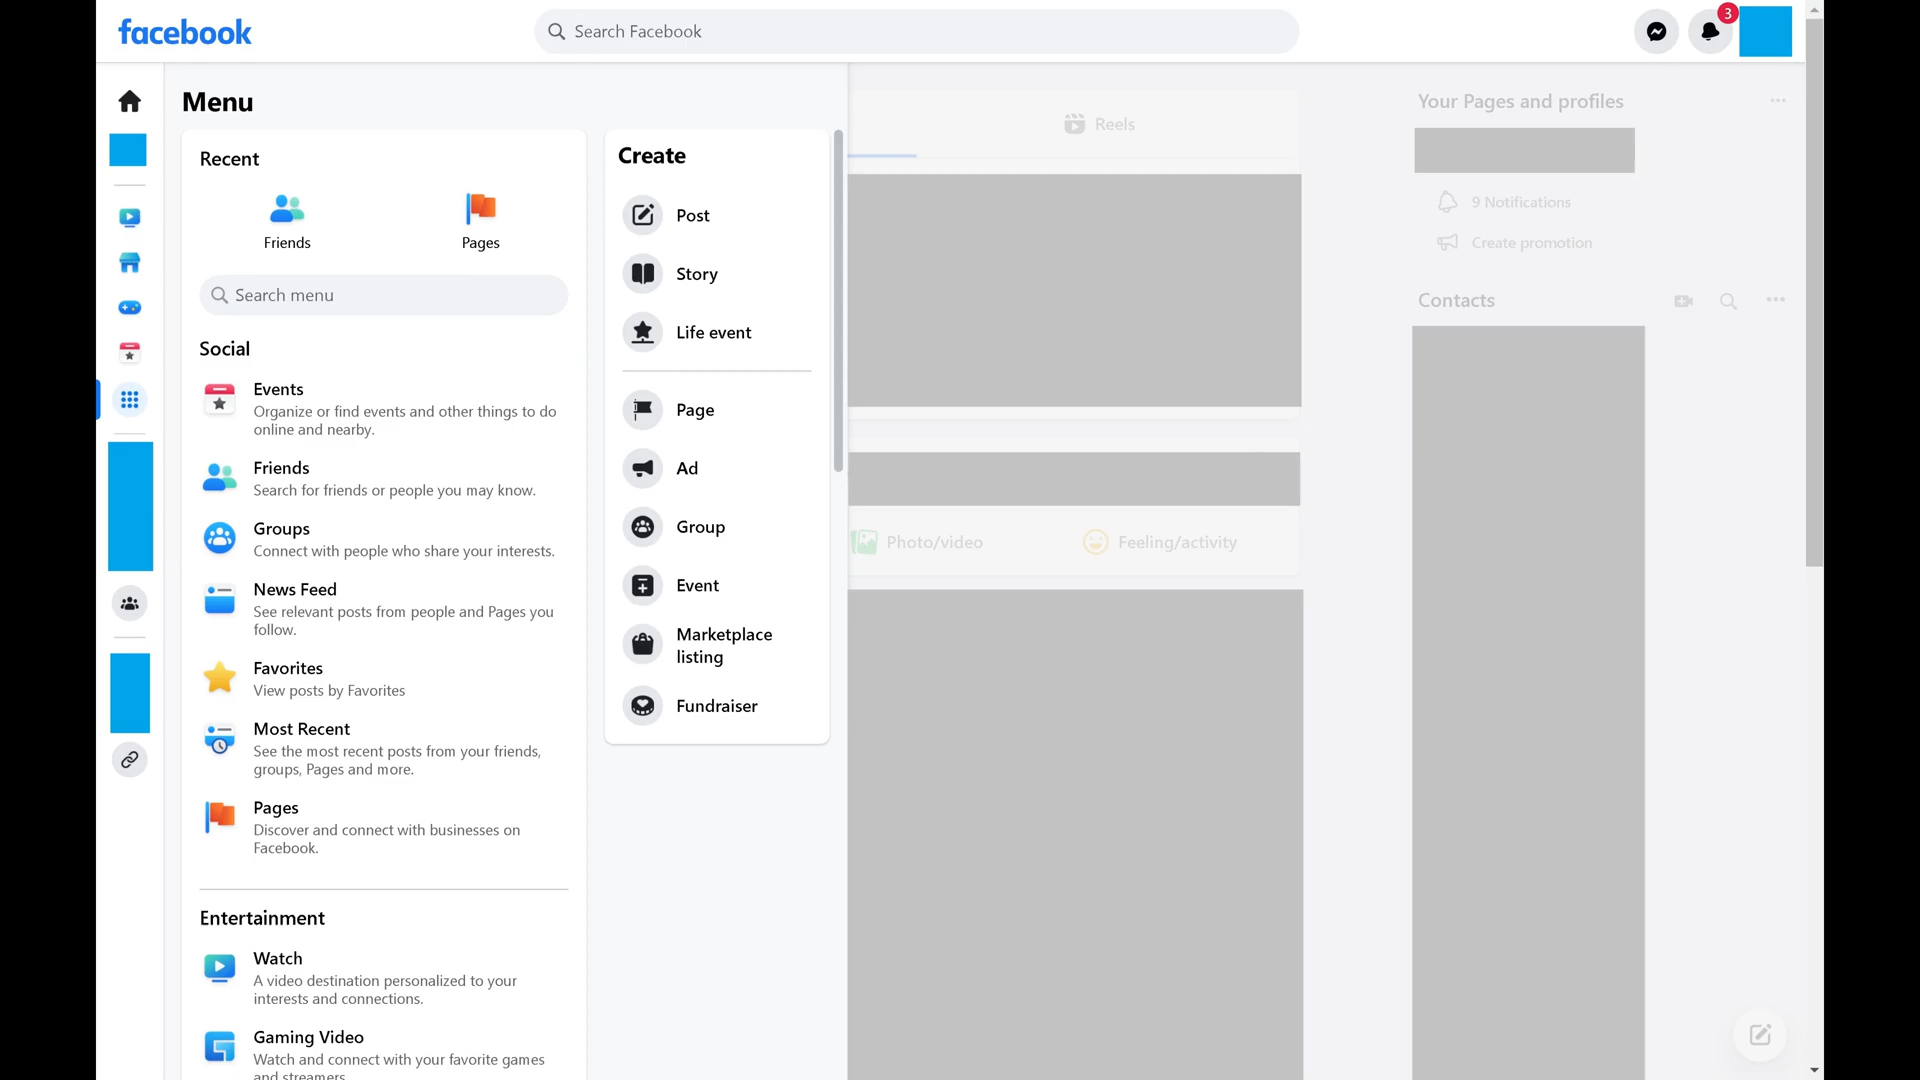 facebook
Search Facebook
3
Menu
Recent
Friends
Pages
Search menu
Social
Events
Organize or find events and other things to do
online and nearby.
Friends
Search for friends or people you may know.
Groups
Connect with people who share your interests.
News Feed
See relevant posts from people and Pages you
follow.
Favorites
View posts by Favorites
Most Recent
See the most recent posts from your friends,
groups, Pages and more.
Pages
Discover and connect with businesses on
Facebook.
Entertainment
Watch
A video destination personalized to your
interests and connections.
Gaming Video
Watch and connect with your favorite games
and streamers.
Create
Post
Story
Life event
Page
Ad
Group
Event
Marketplace
listing
Fundraiser
Reels
Photo/video
Feeling/activity
Your Pages and profiles
9 Notifications
Create promotion
Contacts